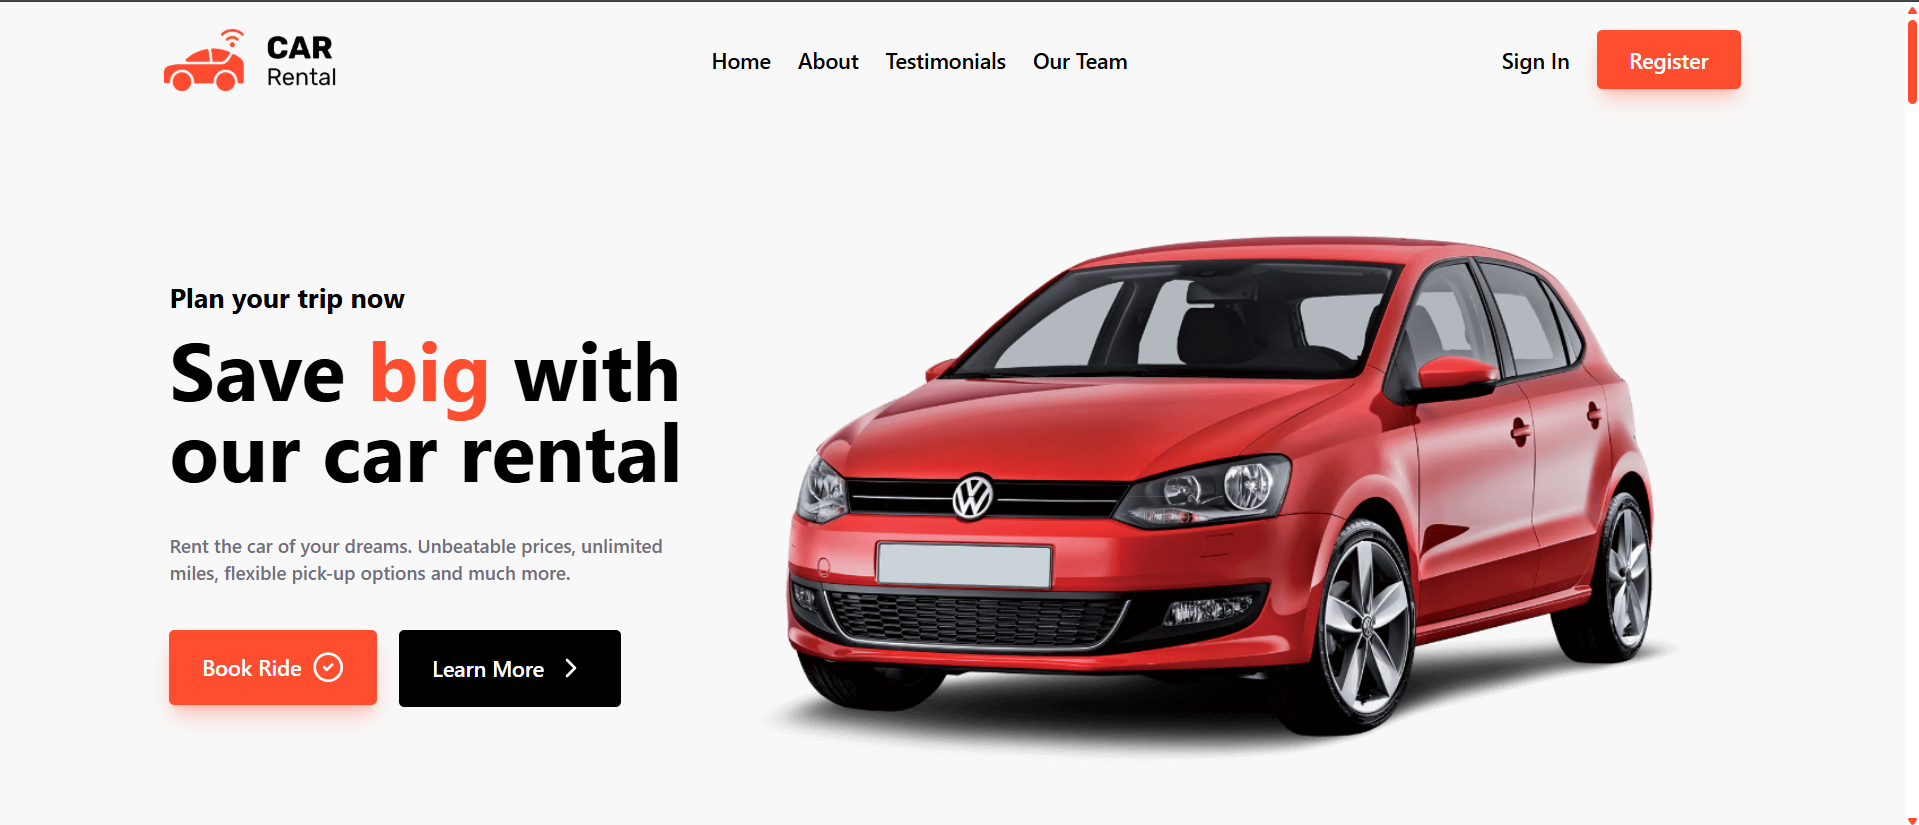 CAR
Rental
Home About Testimonials Our Team
Sign In Register
Plan your trip now
Save big with
our car rental
Rent the car of your dreams. Unbeatable prices, unlimited
miles, flexible pick-up options and much more.
Book Ride Learn More